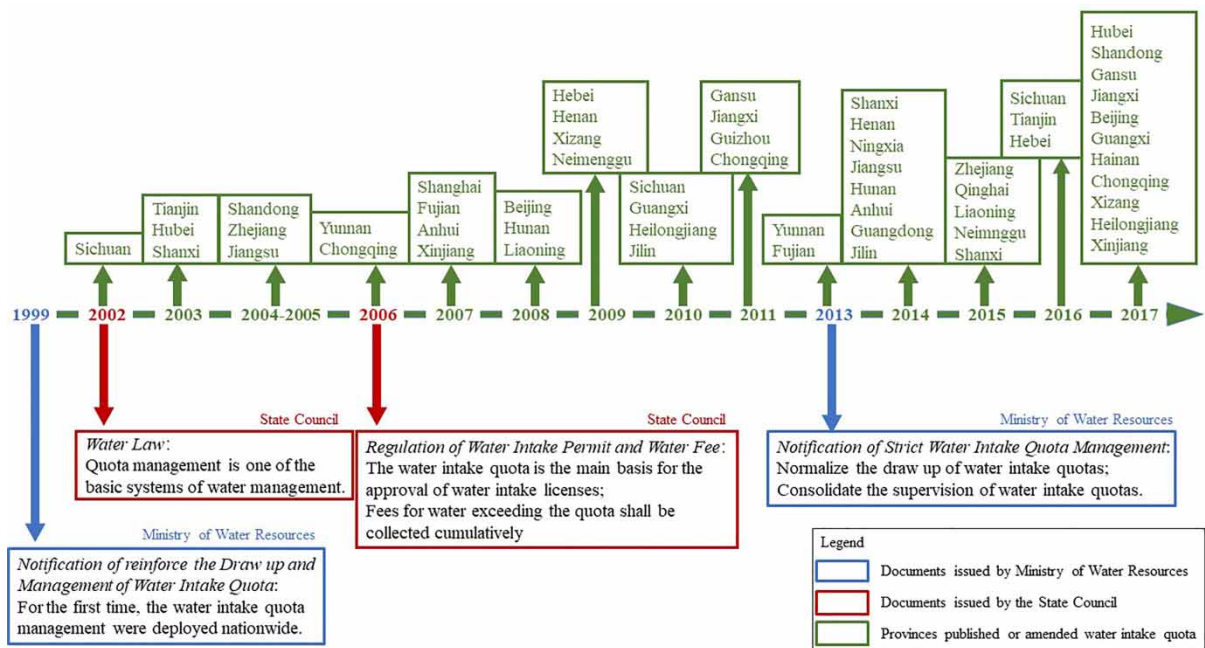 Sichuan
Tianjin
Hubei
Shanxi
Shandong
Zhejiang
Jiangsu
Yunnan
Chongqing
Shanghai
Fujian
Anhui
Xinjiang
Beijing
Hunan
Liaoning
Hebei
Henan
Xizang
Neimenggu
Sichuan
Guangxi
Heilongjiang
Jilin
Gansu
Jiangxi
Guizhou
Chongqing
Yunnan
Fujian
Shanxi
Henan
Ningxia
Jiangsu
Hunan
Anhui
Guangdong
Jilin
Zhejiang
Qinghai
Liaoning
Neimnggu
Shanxi
Sichuan
Tianjin
Hebei
Hubei
Shandong
Gansu
Jiangxi
Beijing
Guangxi
Hainan
Chongqing
Xizang
Heilongjiang
Xinjiang
1999 2002 2003 2004-2005 2006 2007 2008 2009 2010 2011 2013 2014 2015 2016 2017
State Council
Water Law:
Quota management is one of the
basic systems of water management.
State Council
Regulation of Water Intake Permit and Water Fee:
The water intake quota is the main basis for the
approval of water intake licenses;
Fees for water exceeding the quota shall be
collected cumulatively
Ministry of Water Resources
Notification of Strict Water Intake Quota Management:
Normalize the draw up of water intake quotas;
Consolidate the supervision of water intake quotas.
Ministry of Water Resources
Notification of reinforce the Draw up and
Management of Water Intake Quota:
For the first time, the water intake quota
management were deployed nationwide.
Legend
Documents issued by Ministry of Water Resources
Documents issued by the State Council
Provinces published or amended water intake quota